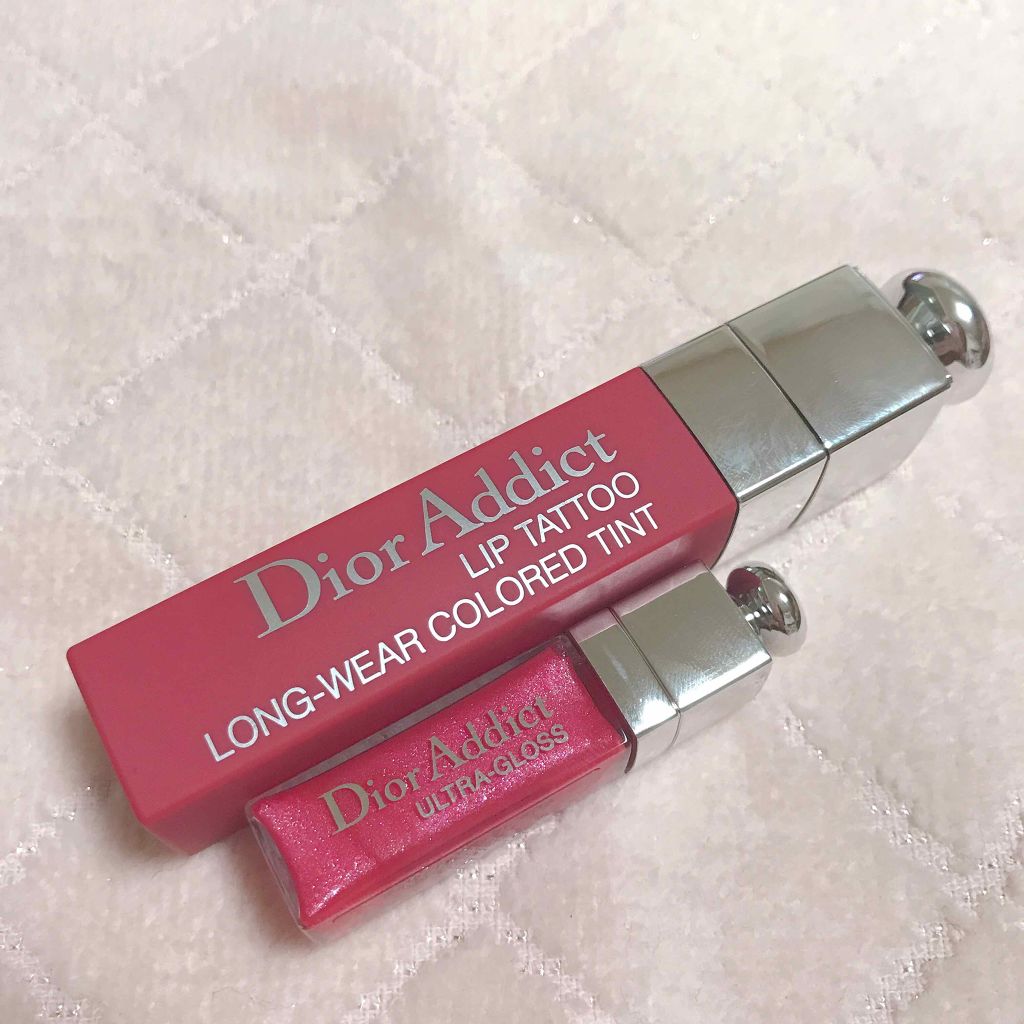 Dior Addict
LIP TATTOO
LONG-WEAR COLORED TINT
Dior Addict
ULTRA-GLOSS